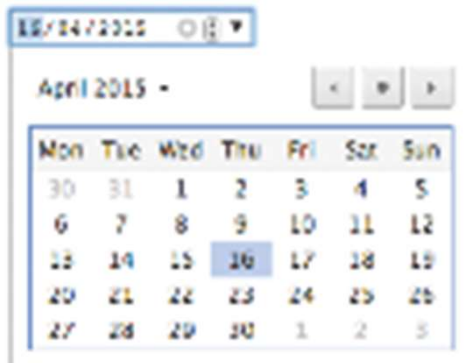 16/04/2015
April 2015
Mon Tue Wed Thu Fri Sat Sun
30 31 1 2 3 4 5
6 7 8 9 10 11 12
13 14 15 16 17 18 19
20 21 22 23 24 25 26
27 28 29 30 1 2 3